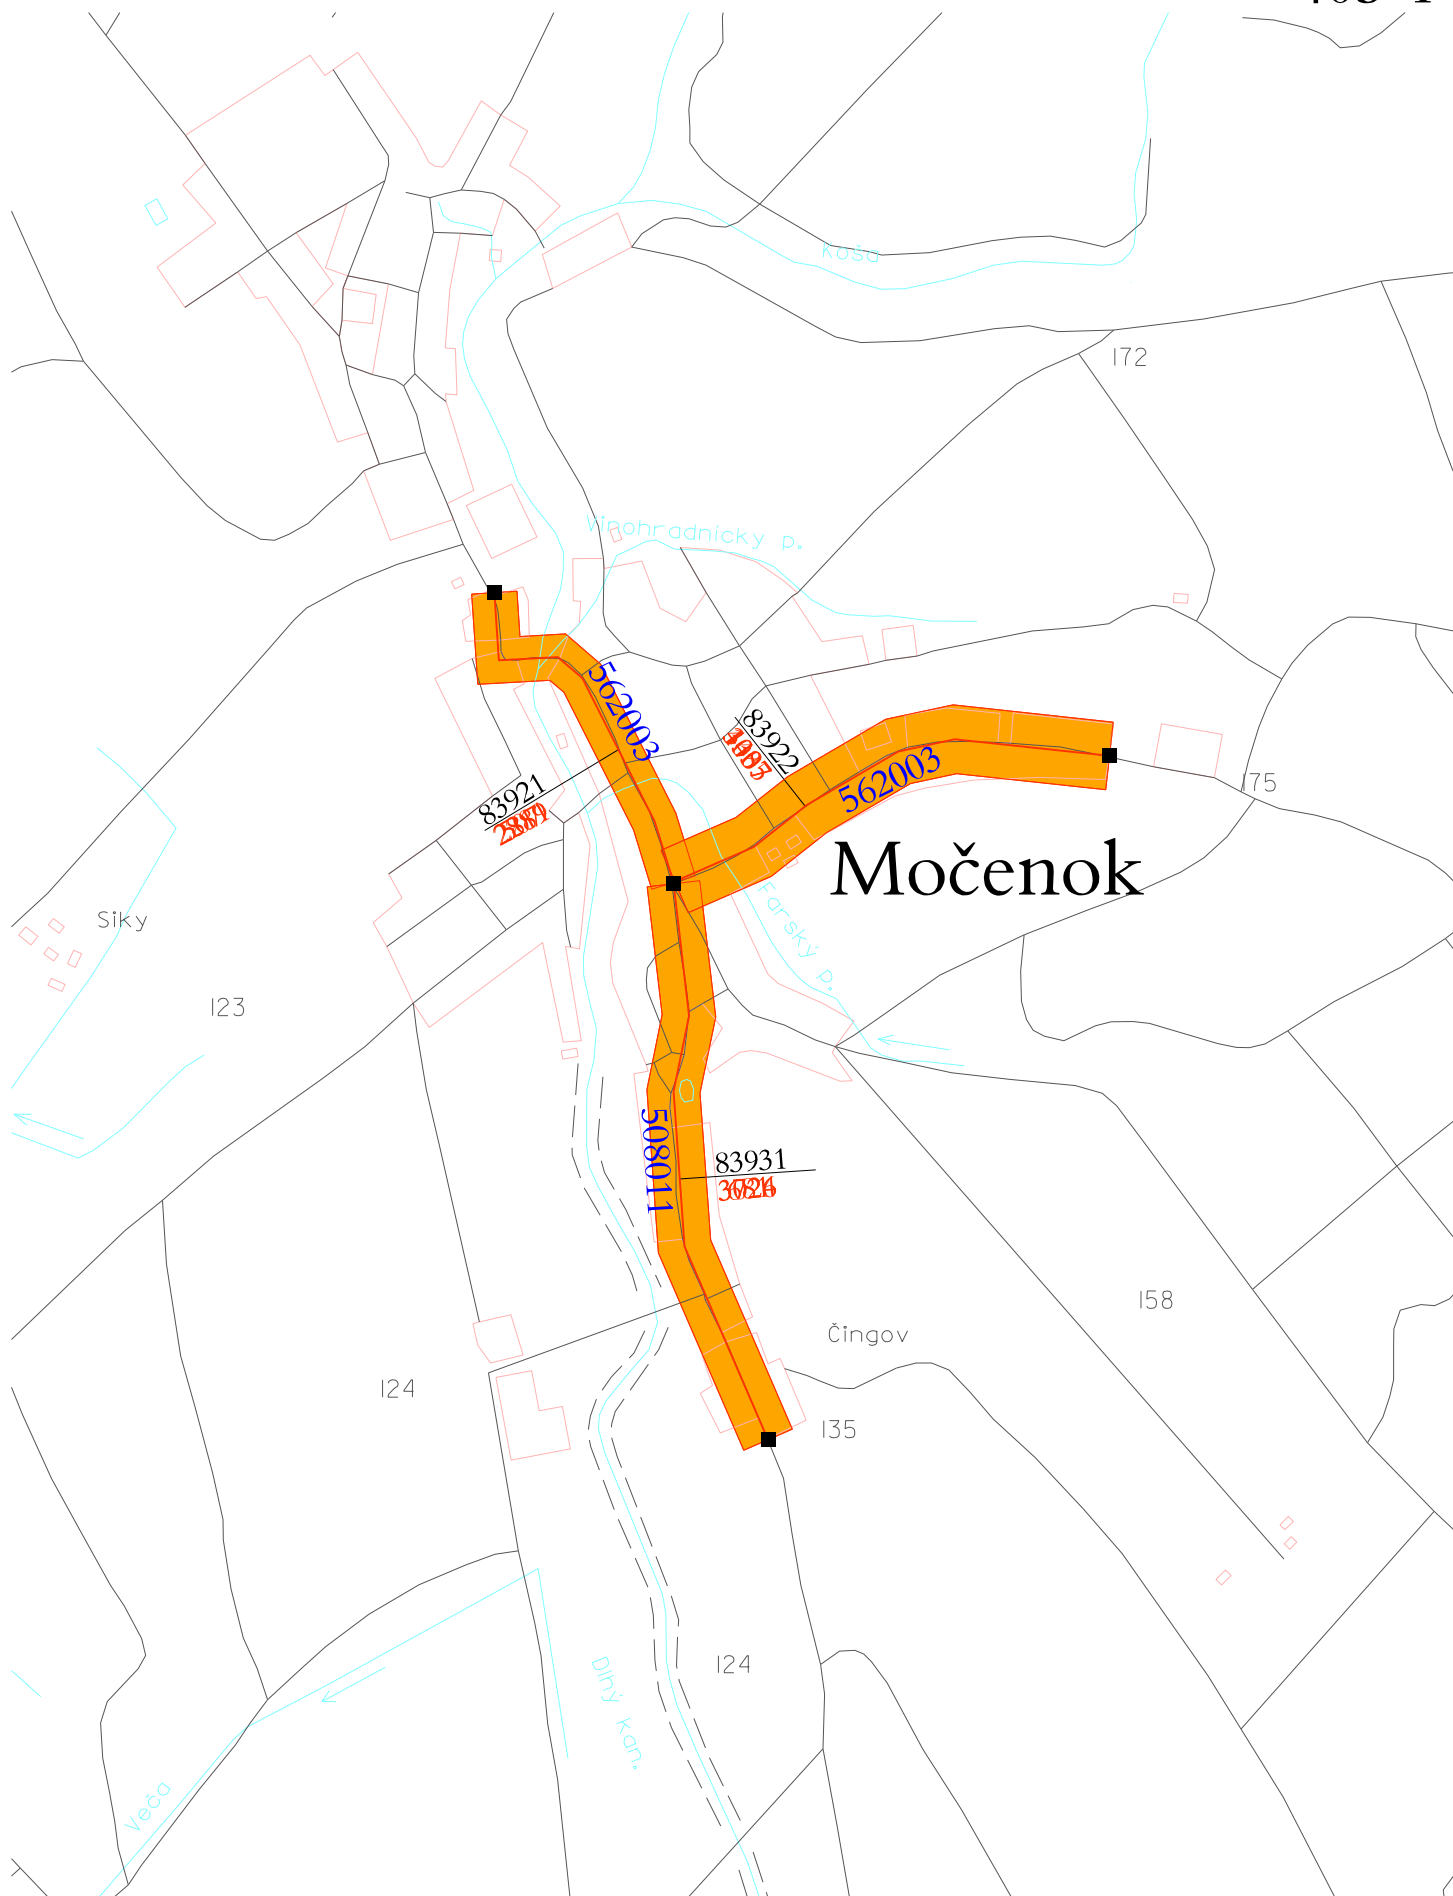 Koša
172
Vinohradnícky p.
562003
83922
562003
175
83921
Močenok
Farský p.
Siky
123
508011
83931
158
Čingov
124
135
124
Dlhý kan.
Veča